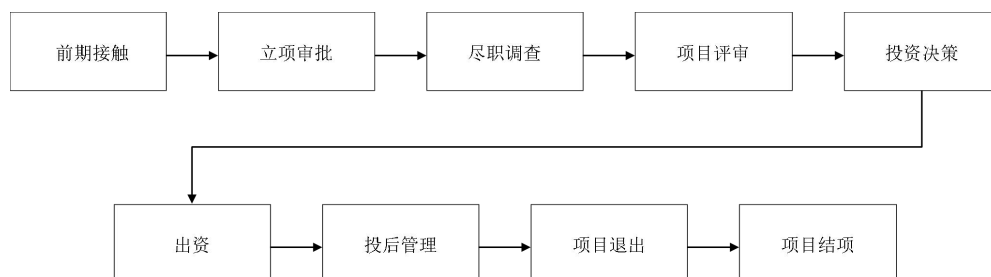 前期接触
立项审批
尽职调查
项目评审
投资决策
出资
投后管理
项目退出
项目结项